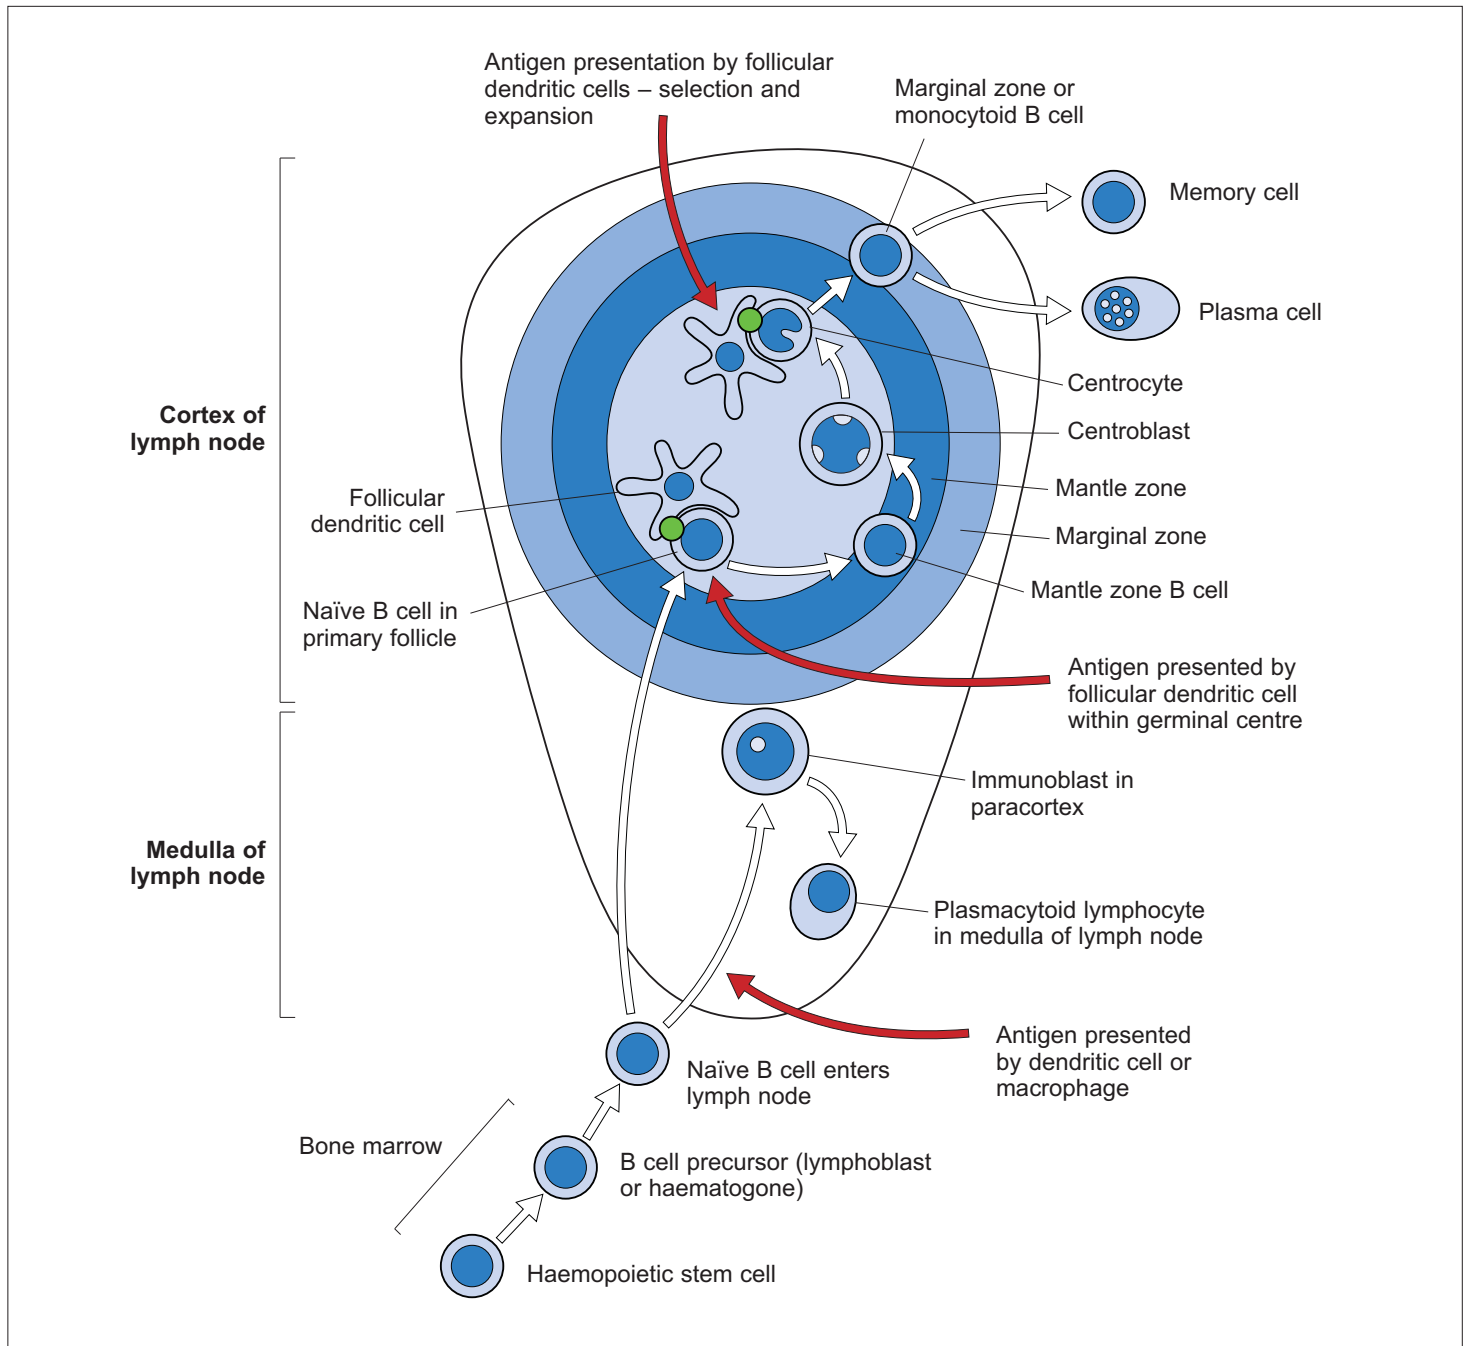 Antigen presentation by follicular
dendritic cells – selection and
expansion
Marginal zone or
monocytoid B cell
Memory cell
Plasma cell
Centrocyte
Centroblast
Mantle zone
Marginal zone
Mantle zone B cell
Cortex of
lymph node
Follicular
dendritic cell
Naïve B cell in
primary follicle
Antigen presented by
follicular dendritic cell
within germinal centre
Immunoblast in
paracortex
Medulla of
lymph node
Plasmacytoid lymphocyte
in medulla of lymph node
Antigen presented
by dendritic cell or
macrophage
Naïve B cell enters
lymph node
Bone marrow
B cell precursor (lymphoblast
or haematogone)
Haemopoietic stem cell